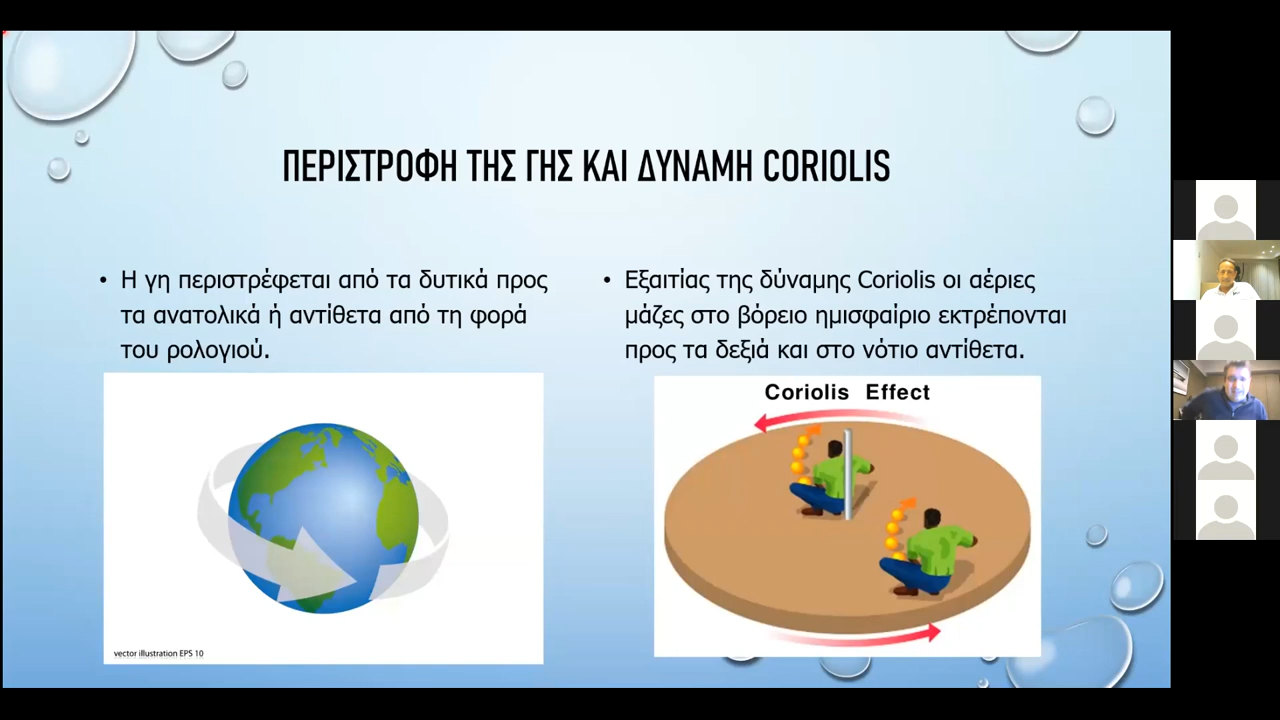 ΠΕΡΙΣΤΡΟΦΗ ΤΗΣ ΓΗΣ ΚΑΙ ΔΥΝΑΜΗ CORIOLIS
• Η γη περιστρέφεται από τα δυτικά προς
τα ανατολικά ή αντίθετα από τη φορά
του ρολογιού.
vector illustration EPS 10
• Εξαιτίας της δύναμης Coriolis οι αέριες
μάζες στο βόρειο ημισφαίριο εκτρέπονται
προς τα δεξιά και στο νότιο αντίθετα.
Coriolis Effect